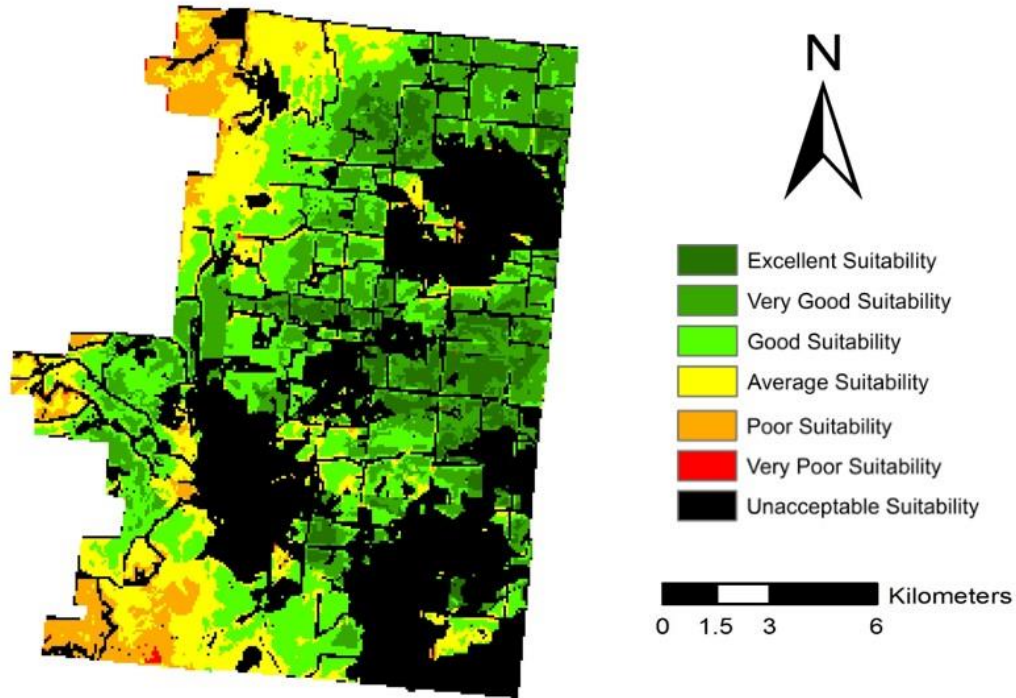 N
Excellent Suitability
Very Good Suitability
Good Suitability
Average Suitability
Poor Suitability
Very Poor Suitability
Unacceptable Suitability
Kilometers
0 1.5 3 6